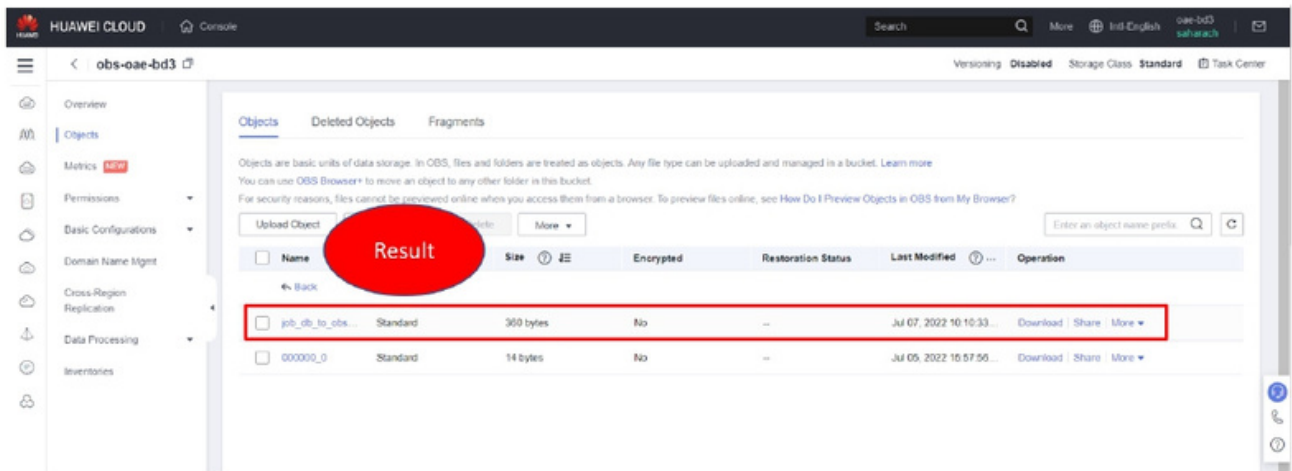 HUAWEI
HUAWEI CLOUD Console Search More Intl-English oae-bd3
saharach
obs-oae-bd3 Versioning Disabled Storage Class Standard Task Center
Overview
Objects
Metrics NEW
Permissions
Basic Configurations
Domain Name Mgmt
Cross-Region
Replication
Data Processing
Inventories
Objects Deleted Objects Fragments
Objects are basic units of data storage. In OBS, files and folders are treated as objects. Any file type can be uploaded and managed in a bucket. Learn more
You can use OBS Browser+ to move an object to any other folder in this bucket.
For security reasons, files cannot be previewed online when you access them from a browser. To preview files online, see How Do I Preview Objects in OBS from My Browser?
Upload Object More Enter an object name prefix.
Result
Name Size Encrypted Restoration Status Last Modified ... Operation
Back
job_db_to_obs... Standard 360 bytes No -- Jul 07, 2022 10:10:33... Download Share More
000000_0 Standard 14 bytes No -- Jul 05, 2022 16:57:56... Download Share More